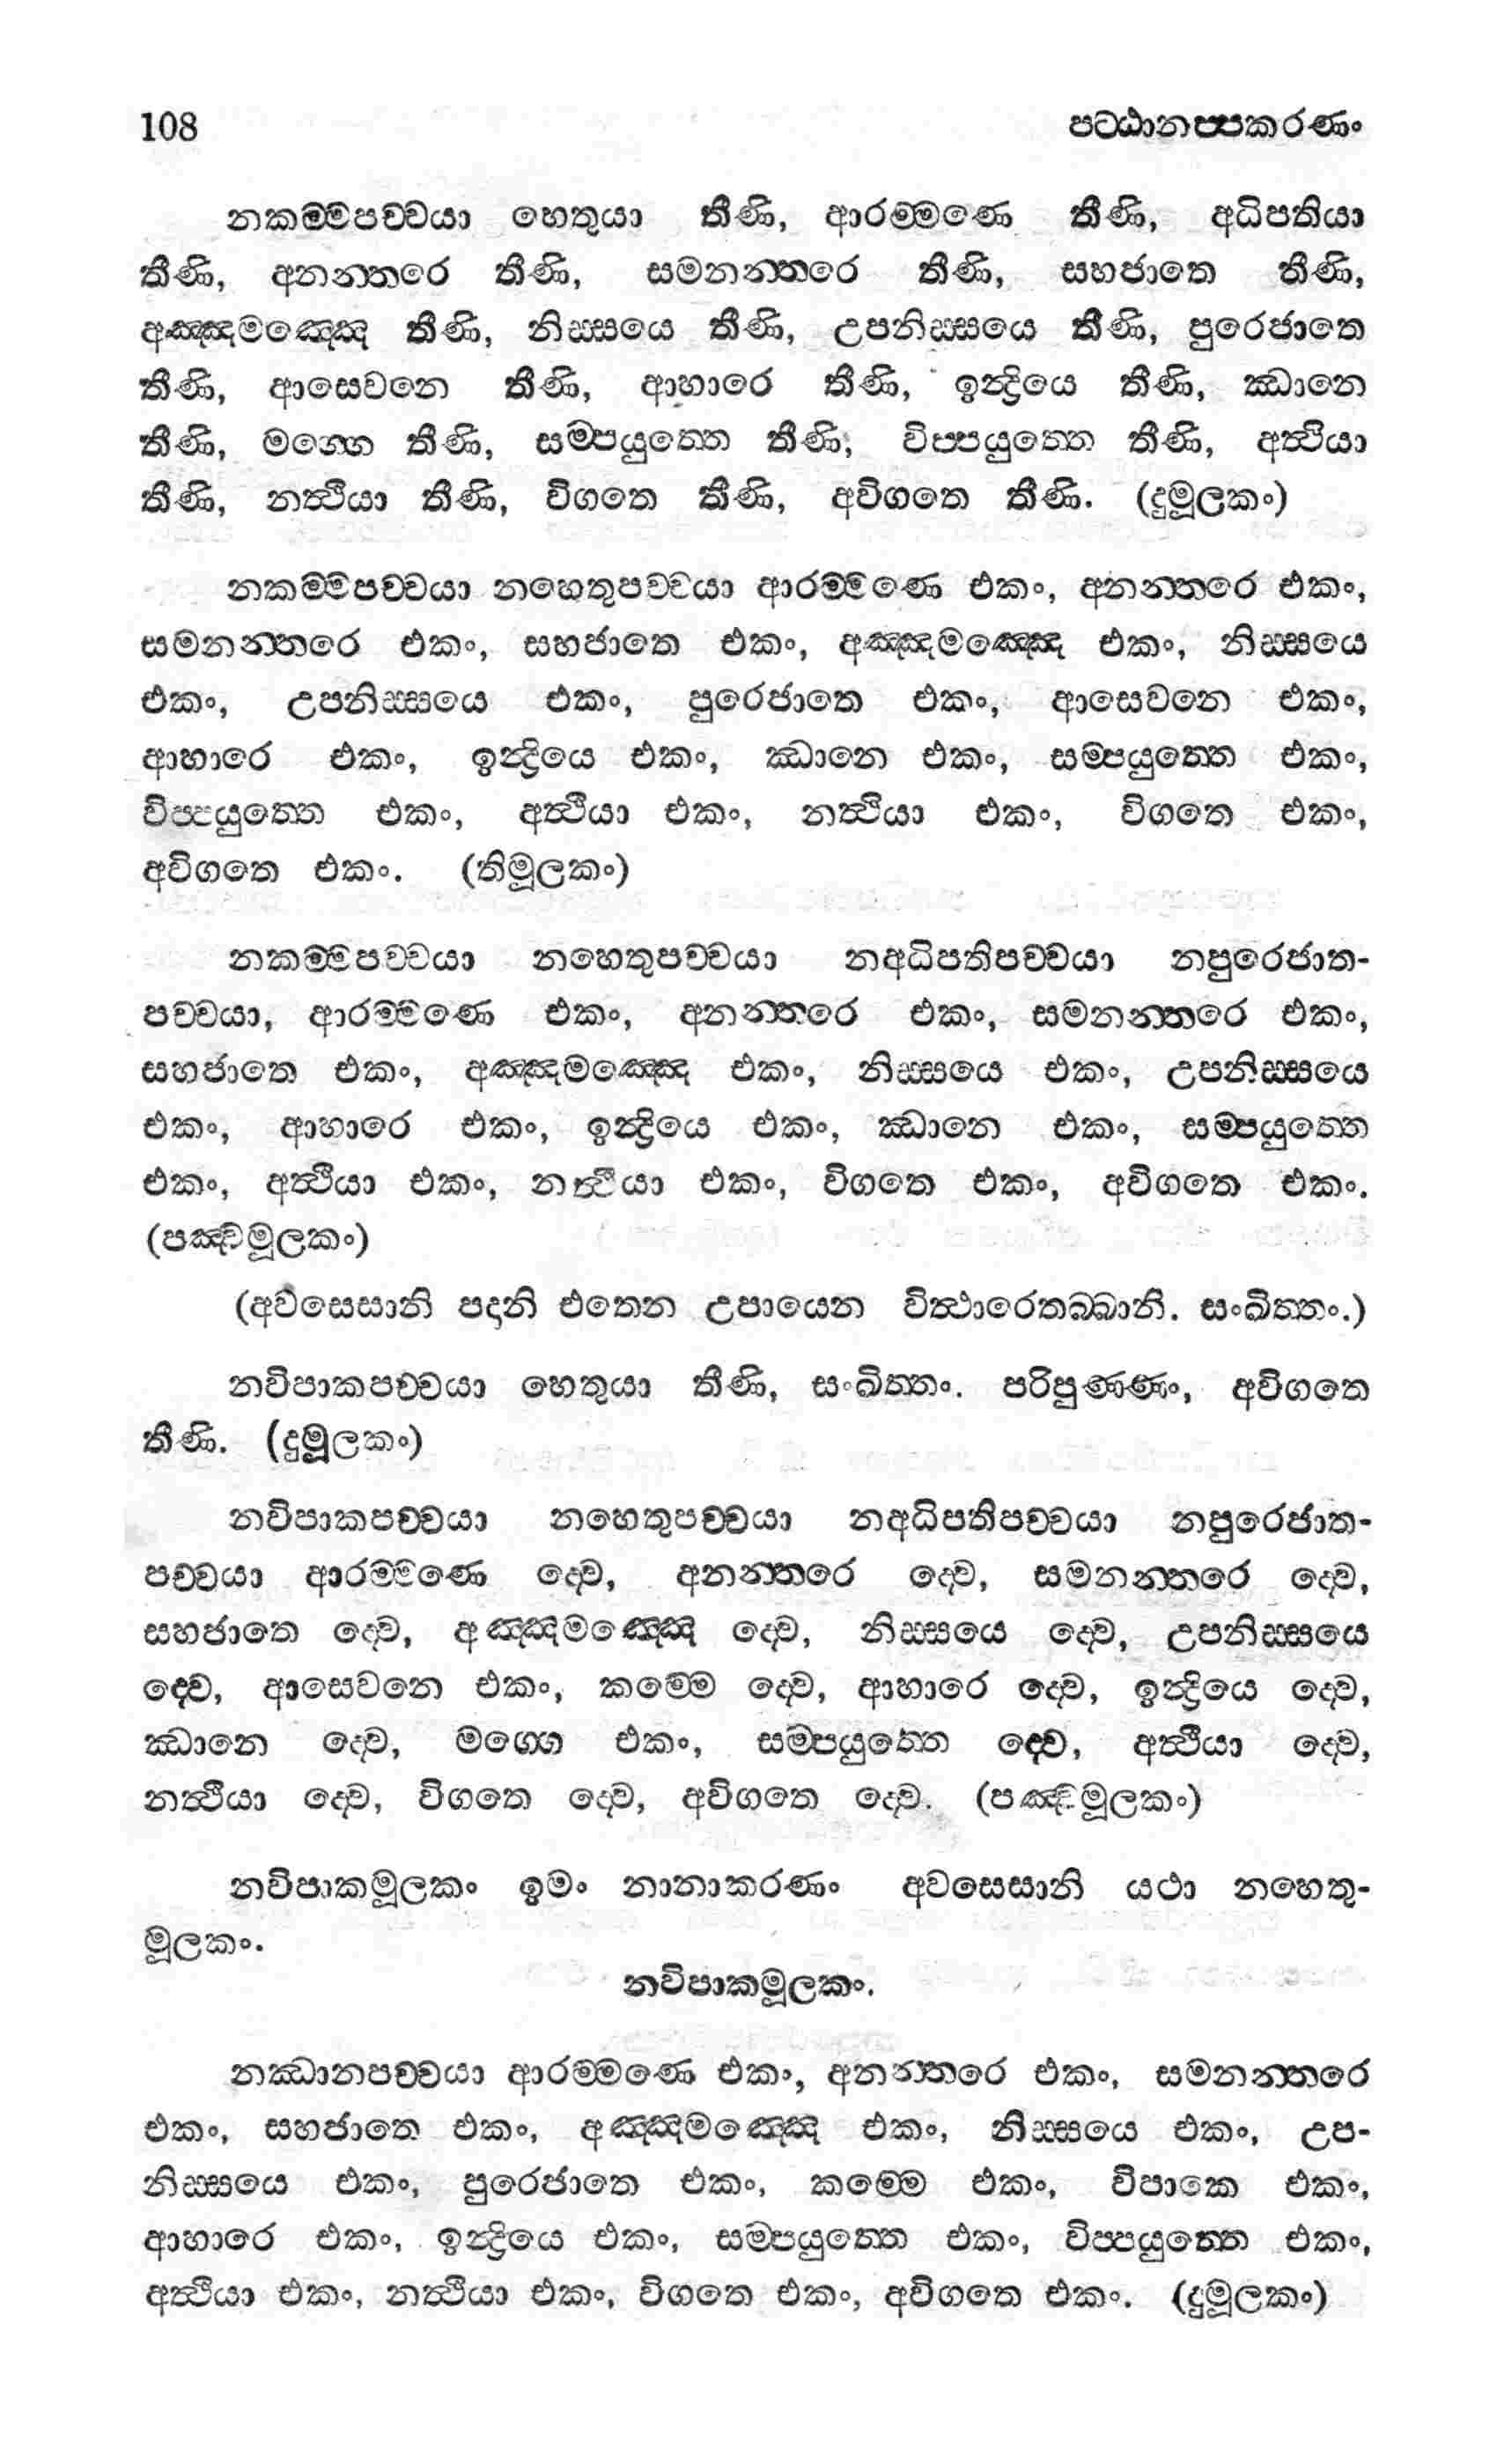 108 පට්ඨානප්පකරණං
නකම්මපච්චයා හෙතුයා තීණි, ආරම්මණෙ තීණි, අධිපතියා
තීණි, අනන්තරෙ තීණි, සමනන්තරෙ තීණි, සහජාතෙ තීණි,
අඤ්ඤමඤ්ඤෙ තීණි, නිස්සයෙ තීණි, උපනිස්සයෙ තීණි, පුරෙජාතෙ
තීණි, ආසෙවනෙ තීණි, ආහාරෙ තීණි, ඉන්ද්‍රියෙ තීණි, ඣානෙ
තීණි, මග්ගෙ තීණි, සම්පයුත්තෙ තීණි, විප්පයුත්තෙ තීණි, අත්ථියා
තීණි, නත්ථියා තීණි, විගතෙ තීණි, අවිගතෙ තීණි. (දුමූලකං)
නකම්මපච්චයා නහෙතුපච්චයා ආරම්මණෙ එකං, අනන්තරෙ එකං,
සමනන්තරෙ එකං, සහජාතෙ එකං, අඤ්ඤමඤ්ඤෙ එකං, නිස්සයෙ
එකං, උපනිස්සයෙ එකං, පුරෙජාතෙ එකං, ආසෙවනෙ එකං,
ආහාරෙ එකං, ඉන්ද්‍රියෙ එකං, ඣානෙ එකං, සම්පයුත්තෙ එකං,
විප්පයුත්තෙ එකං, අත්ථියා එකං, නත්ථියා එකං, විගතෙ එකං,
අවිගතෙ එකං. (තිමූලකං)
නකම්මපච්චයා නහෙතුපච්චයා නඅධිපතිපච්චයා නපුරෙජාත-
පච්චයා, ආරම්මණෙ එකං, අනන්තරෙ එකං, සමනන්තරෙ එකං,
සහජාතෙ එකං, අඤ්ඤමඤ්ඤෙ එකං, නිස්සයෙ එකං, උපනිස්සයෙ
එකං, ආහාරෙ එකං, ඉන්ද්‍රියෙ එකං, ඣානෙ එකං, සම්පයුත්තෙ
එකං, අත්ථියා එකං, නත්ථියා එකං, විගතෙ එකං, අවිගතෙ එකං.
(පඤ්චමූලකං)
(අවසෙසානි පදානි එතෙන උපායෙන විත්ථාරෙතබ්බානි. සංඛිත්තං.)
නවිපාකපච්චයා හෙතුයා තීණි, සංඛිත්තං. පරිපුණ්ණං, අවිගතෙ
තීණි. (දුමූලකං)
නවිපාකපච්චයා නහෙතුපච්චයා නඅධිපතිපච්චයා නපුරෙජාත-
පච්චයා ආරම්මණෙ ද්වෙ, අනන්තරෙ ද්වෙ, සමනන්තරෙ ද්වෙ,
සහජාතෙ ද්වෙ, අඤ්ඤමඤ්ඤෙ ද්වෙ, නිස්සයෙ ද්වෙ, උපනිස්සයෙ
ද්වෙ, ආසෙවනෙ එකං, කම්මෙ ද්වෙ, ආහාරෙ ද්වෙ, ඉන්ද්‍රියෙ ද්වෙ,
ඣානෙ ද්වෙ, මග්ගෙ එකං, සම්පයුත්තෙ ද්වෙ, අත්ථියා ද්වෙ,
නත්ථියා ද්වෙ, විගතෙ ද්වෙ, අවිගතෙ ද්වෙ. (පඤ්චමූලකං)
නවිපාකමූලකං ඉමං නානාකරණං අවසෙසානි යථා නහෙතු-
මූලකං.
නවිපාකමූලකං.
නඣානපච්චයා ආරම්මණෙ එකං, අනන්තරෙ එකං, සමනන්තරෙ
එකං, සහජාතෙ එකං, අඤ්ඤමඤ්ඤෙ එකං, නිස්සයෙ එකං, උප-
නිස්සයෙ එකං, පුරෙජාතෙ එකං, කම්මෙ එකං, විපාකෙ එකං,
ආහාරෙ එකං, ඉන්ද්‍රියෙ එකං, සම්පයුත්තෙ එකං, විප්පයුත්තෙ එකං,
අත්ථියා එකං, නත්ථියා එකං, විගතෙ එකං, අවිගතෙ එකං. (දුමූලකං)